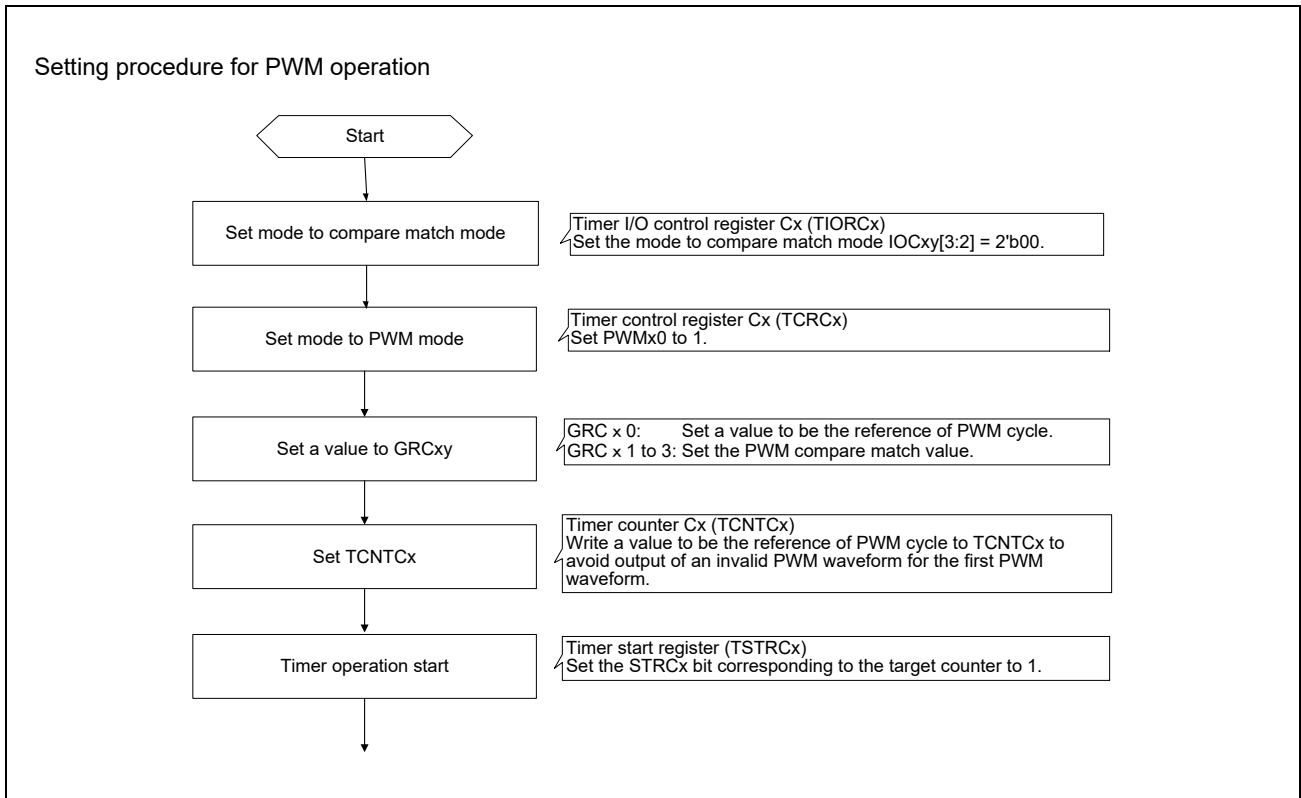 Setting procedure for PWM operation
Start
Set mode to compare match mode
Timer I/O control register Cx (TIORCx)
Set the mode to compare match mode IOCxy[3:2] = 2'b00.
Set mode to PWM mode
Timer control register Cx (TCRCx)
Set PWMx0 to 1.
Set a value to GRCxy
GRC x 0: Set a value to be the reference of PWM cycle.
GRC x 1 to 3: Set the PWM compare match value.
Set TCNTCx
Timer counter Cx (TCNTCx)
Write a value to be the reference of PWM cycle to TCNTCx to
avoid output of an invalid PWM waveform for the first PWM
waveform.
Timer operation start
Timer start register (TSTRCx)
Set the STRCx bit corresponding to the target counter to 1.